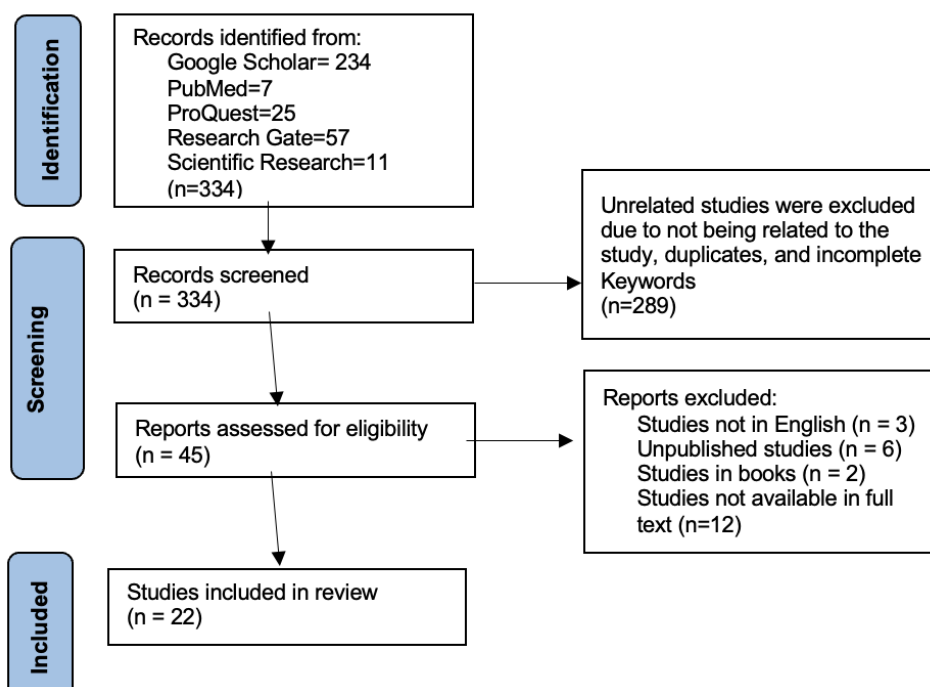 Identification
Records identified from:
Google Scholar= 234
PubMed=7
ProQuest=25
Research Gate=57
Scientific Research=11
(n=334)
Unrelated studies were excluded
due to not being related to the
study, duplicates, and incomplete
Keywords
(n=289)
Screening
Records screened
(n = 334)
Reports assessed for eligibility
(n = 45)
Reports excluded:
Studies not in English (n = 3)
Unpublished studies (n = 6)
Studies in books (n = 2)
Studies not available in full
text (n=12)
Included
Studies included in review
(n = 22)